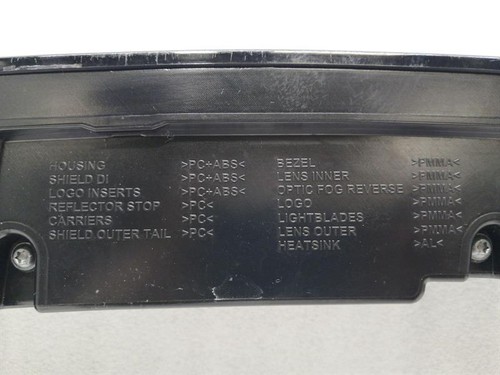 HOUSING >PC+ABS<
SHIELD DI >PC+ABS<
LOGO INSERTS >PC+ABS<
REFLECTOR STOP >PC<
CARRIERS >PC<
SHIELD OUTER TAIL >PC<
BEZEL >PMMA<
LENS INNER >PMMA<
OPTIC FOG REVERSE >PMMA<
LOGO >PMMA<
LIGHTBLADES >PMMA<
LENS OUTER >PMMA<
HEATSINK >AL<